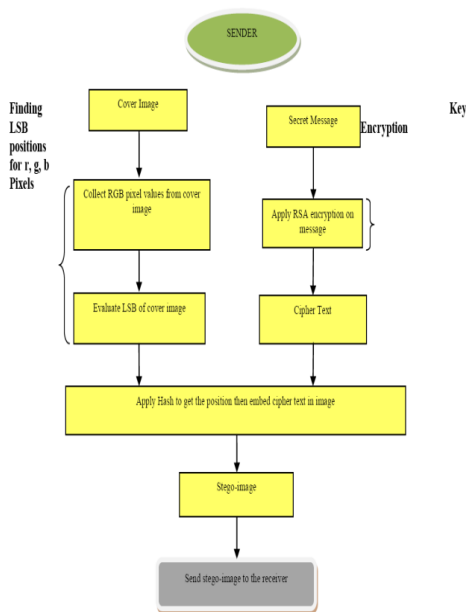 SENDER
Finding
LSB
positions
for r, g, b
Pixels
Cover Image
Secret Message
Key
Encryption
Collect RGB pixel values from cover
image
Apply RSA encryption on
message
Evaluate LSB of cover image
Cipher Text
Apply Hash to get the position then embed cipher text in image
Stego-image
Send stego-image to the receiver